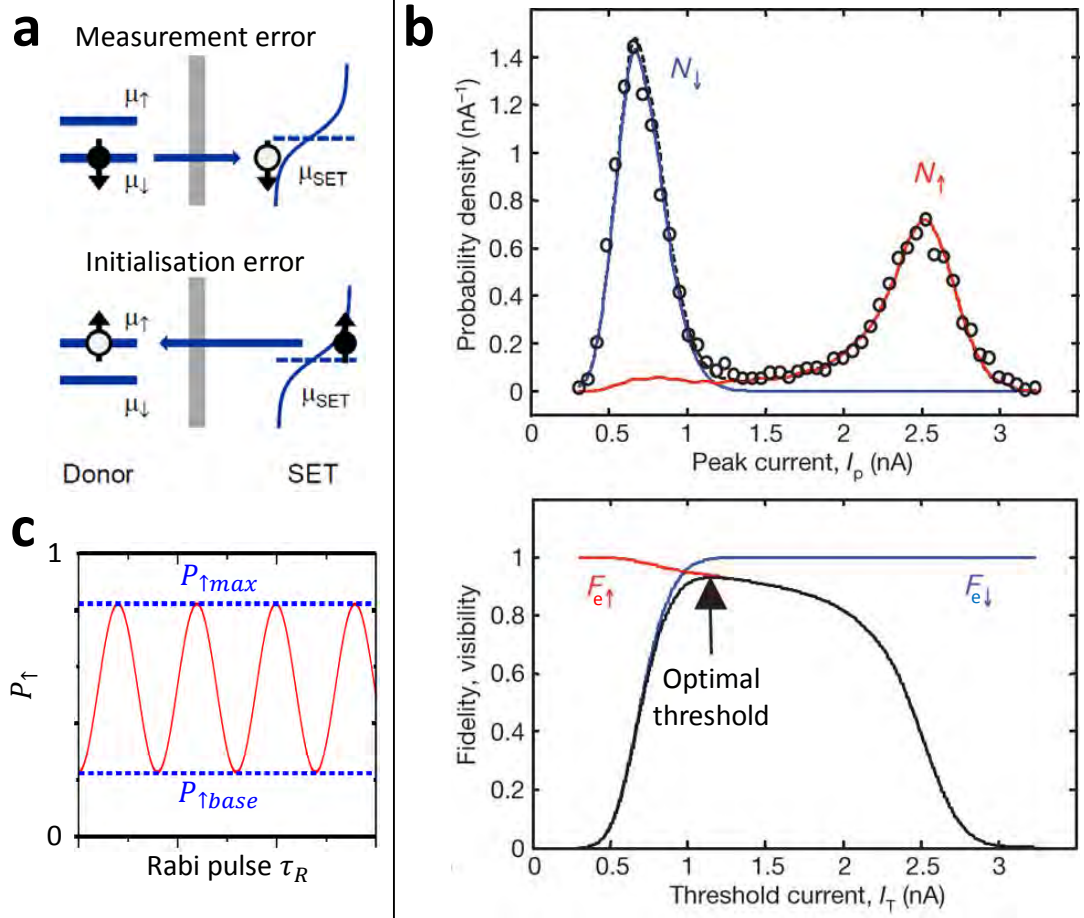 a
Measurement error
μ↑
μ↓
μSET
Initialisation error
μ↑
μ↓
μSET
Donor
SET
b
Probability density (nA⁻¹)
1.4
1.2
1.0
0.8
0.6
0.4
0.2
0
N↓
N↑
0
0.5
1
1.5
2
2.5
3
Peak current, Ip (nA)
Fidelity, visibility
1
0.8
0.6
0.4
0.2
0
Fe↑
Fe↓
Optimal
threshold
0
0.5
1
1.5
2
2.5
3
Threshold current, IT (nA)
c
1
P↑
0
P↑max
P↑base
Rabi pulse τR